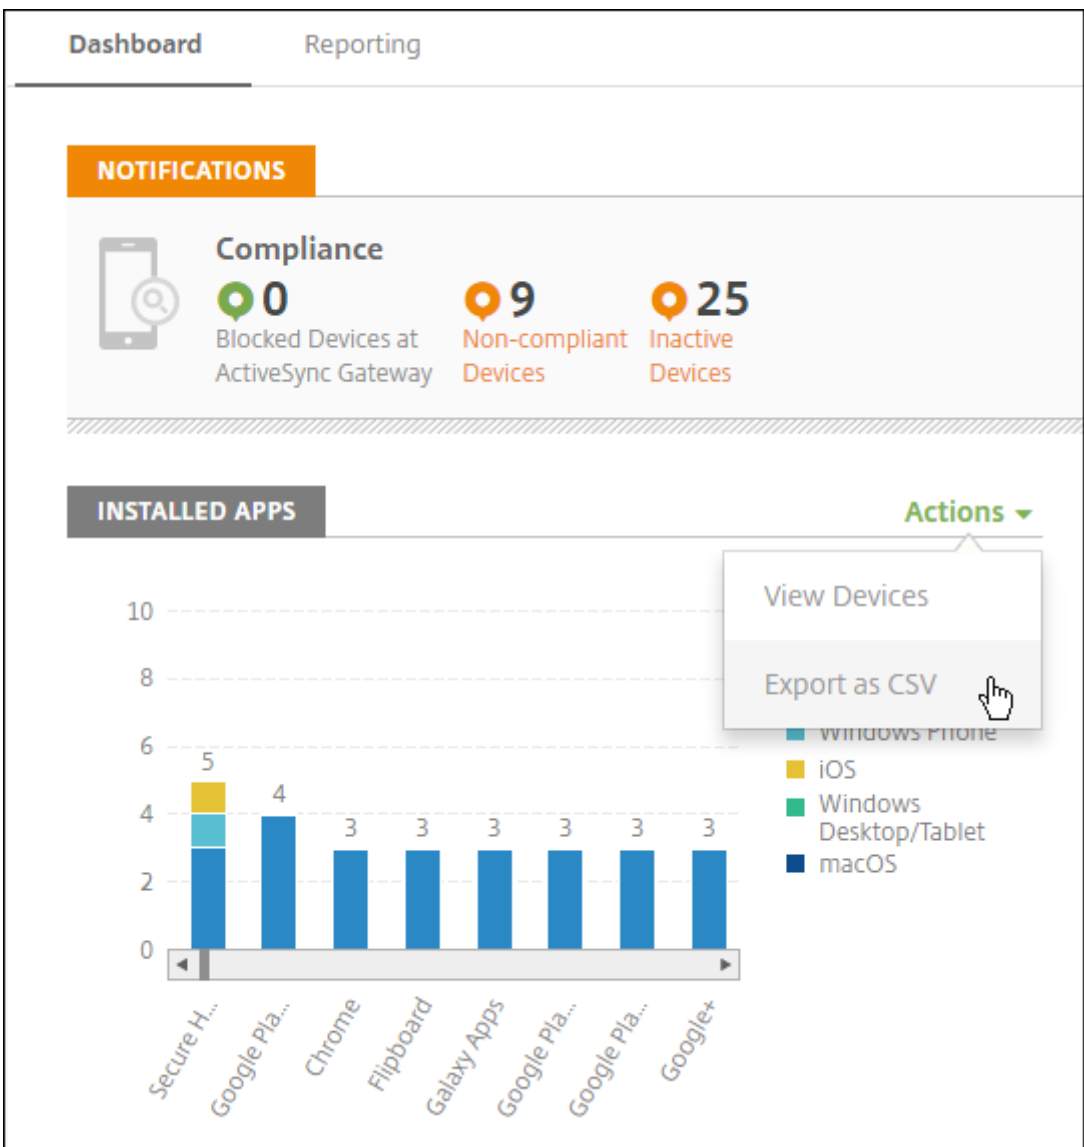 Dashboard Reporting
NOTIFICATIONS
Compliance
0 9 25
Blocked Devices at Non-compliant Inactive
ActiveSync Gateway Devices Devices
INSTALLED APPS
Actions
View Devices
Export as CSV
Windows Phone
iOS
Windows
Desktop/Tablet
macOS
10
8
6
4
2
0
5
4
3
3
3
3
3
3
Secure H...
Google Pla...
Chrome
Flipboard
Galaxy Apps
Google Pla...
Google Pla...
Google+